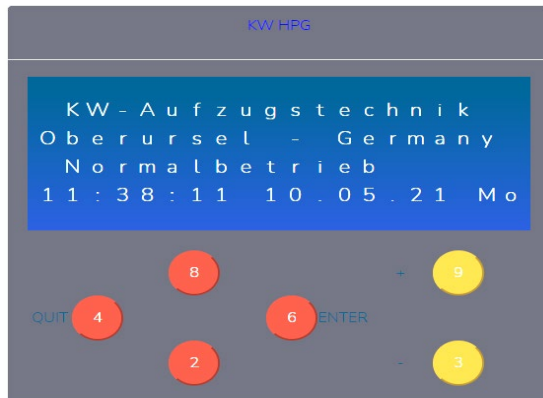 KW HPG
KW-Aufzugstechnik
Oberursel - Germany
Normalbetrieb
11:38:11 10.05.21 Mo
8
+ 9
QUIT 4
6 ENTER
2
- 3